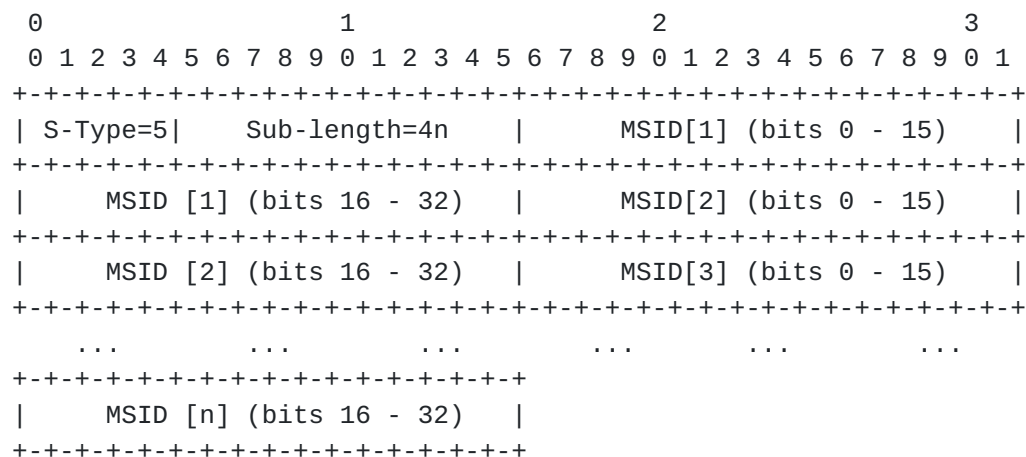 0                   1                   2                   3
 0 1 2 3 4 5 6 7 8 9 0 1 2 3 4 5 6 7 8 9 0 1 2 3 4 5 6 7 8 9 0 1
+-+-+-+-+-+-+-+-+-+-+-+-+-+-+-+-+-+-+-+-+-+-+-+-+-+-+-+-+-+-+-+-+
| S-Type=5|    Sub-length=4n    |      MSID[1] (bits 0 - 15)    |
+-+-+-+-+-+-+-+-+-+-+-+-+-+-+-+-+-+-+-+-+-+-+-+-+-+-+-+-+-+-+-+-+
|     MSID [1] (bits 16 - 32)   |      MSID[2] (bits 0 - 15)    |
+-+-+-+-+-+-+-+-+-+-+-+-+-+-+-+-+-+-+-+-+-+-+-+-+-+-+-+-+-+-+-+-+
|     MSID [2] (bits 16 - 32)   |      MSID[3] (bits 0 - 15)    |
+-+-+-+-+-+-+-+-+-+-+-+-+-+-+-+-+-+-+-+-+-+-+-+-+-+-+-+-+-+-+-+-+
    ...        ...        ...        ...       ...        ...
+-+-+-+-+-+-+-+-+-+-+-+-+-+-+-+-+
|     MSID [n] (bits 16 - 32)   |
+-+-+-+-+-+-+-+-+-+-+-+-+-+-+-+-+